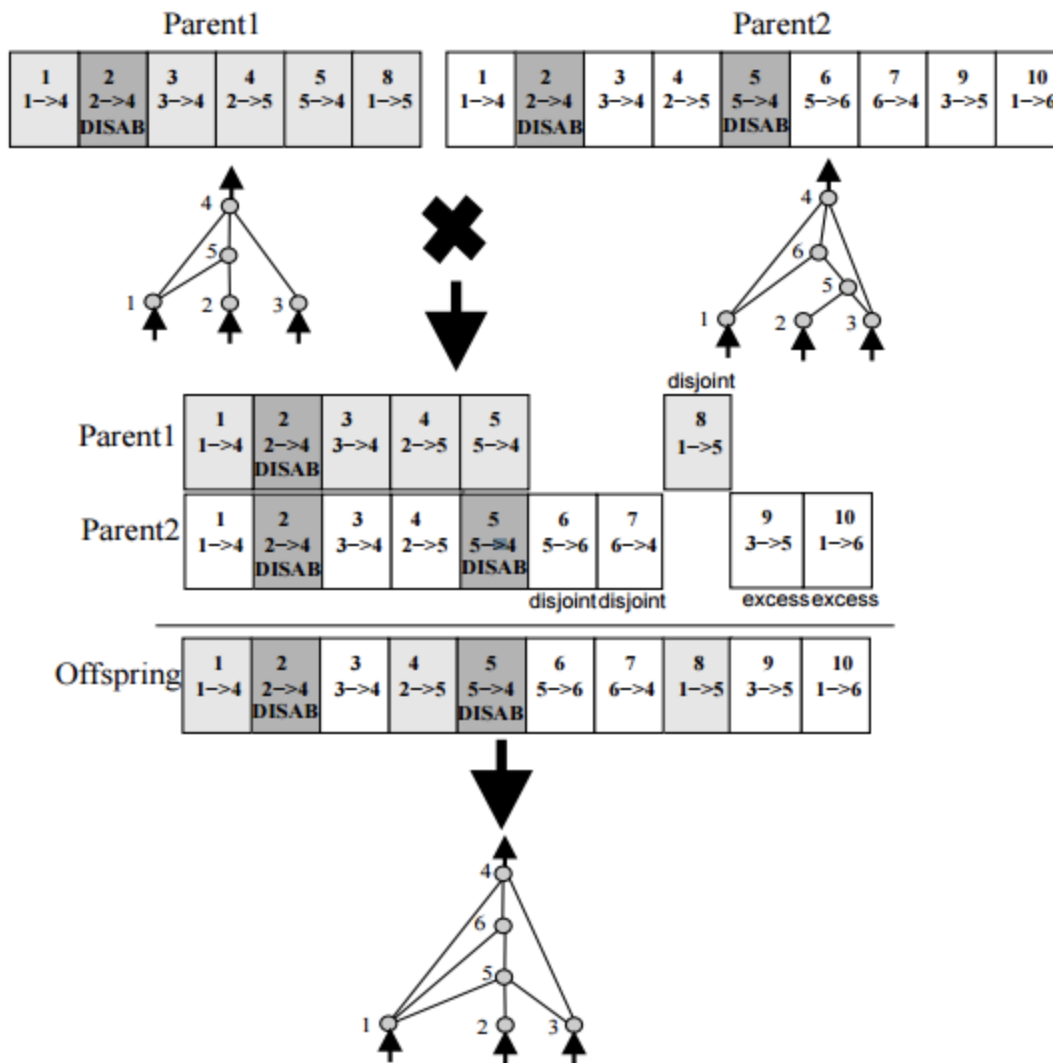 Parent1 Parent2
1 2 3 4 5 8 1 2 3 4 5 6 7 9 10
1->4 2->4 3->4 2->5 5->4 1->5 1->4 2->4 3->4 2->5 5->4 5->6 6->4 3->5 1->6
DISAB DISAB DISAB
4 4
5 6
5
1 2 3 1 2 3
disjoint
Parent1 1 2 3 4 5 8
1->4 2->4 3->4 2->5 5->4 1->5
DISAB
Parent2 1 2 3 4 5 6 7 9 10
1->4 2->4 3->4 2->5 5->4 5->6 6->4 3->5 1->6
DISAB DISAB
disjoint disjoint excess excess
Offspring 1 2 3 4 5 6 7 8 9 10
1->4 2->4 3->4 2->5 5->4 5->6 6->4 1->5 3->5 1->6
DISAB DISAB
4
6
5
1 2 3